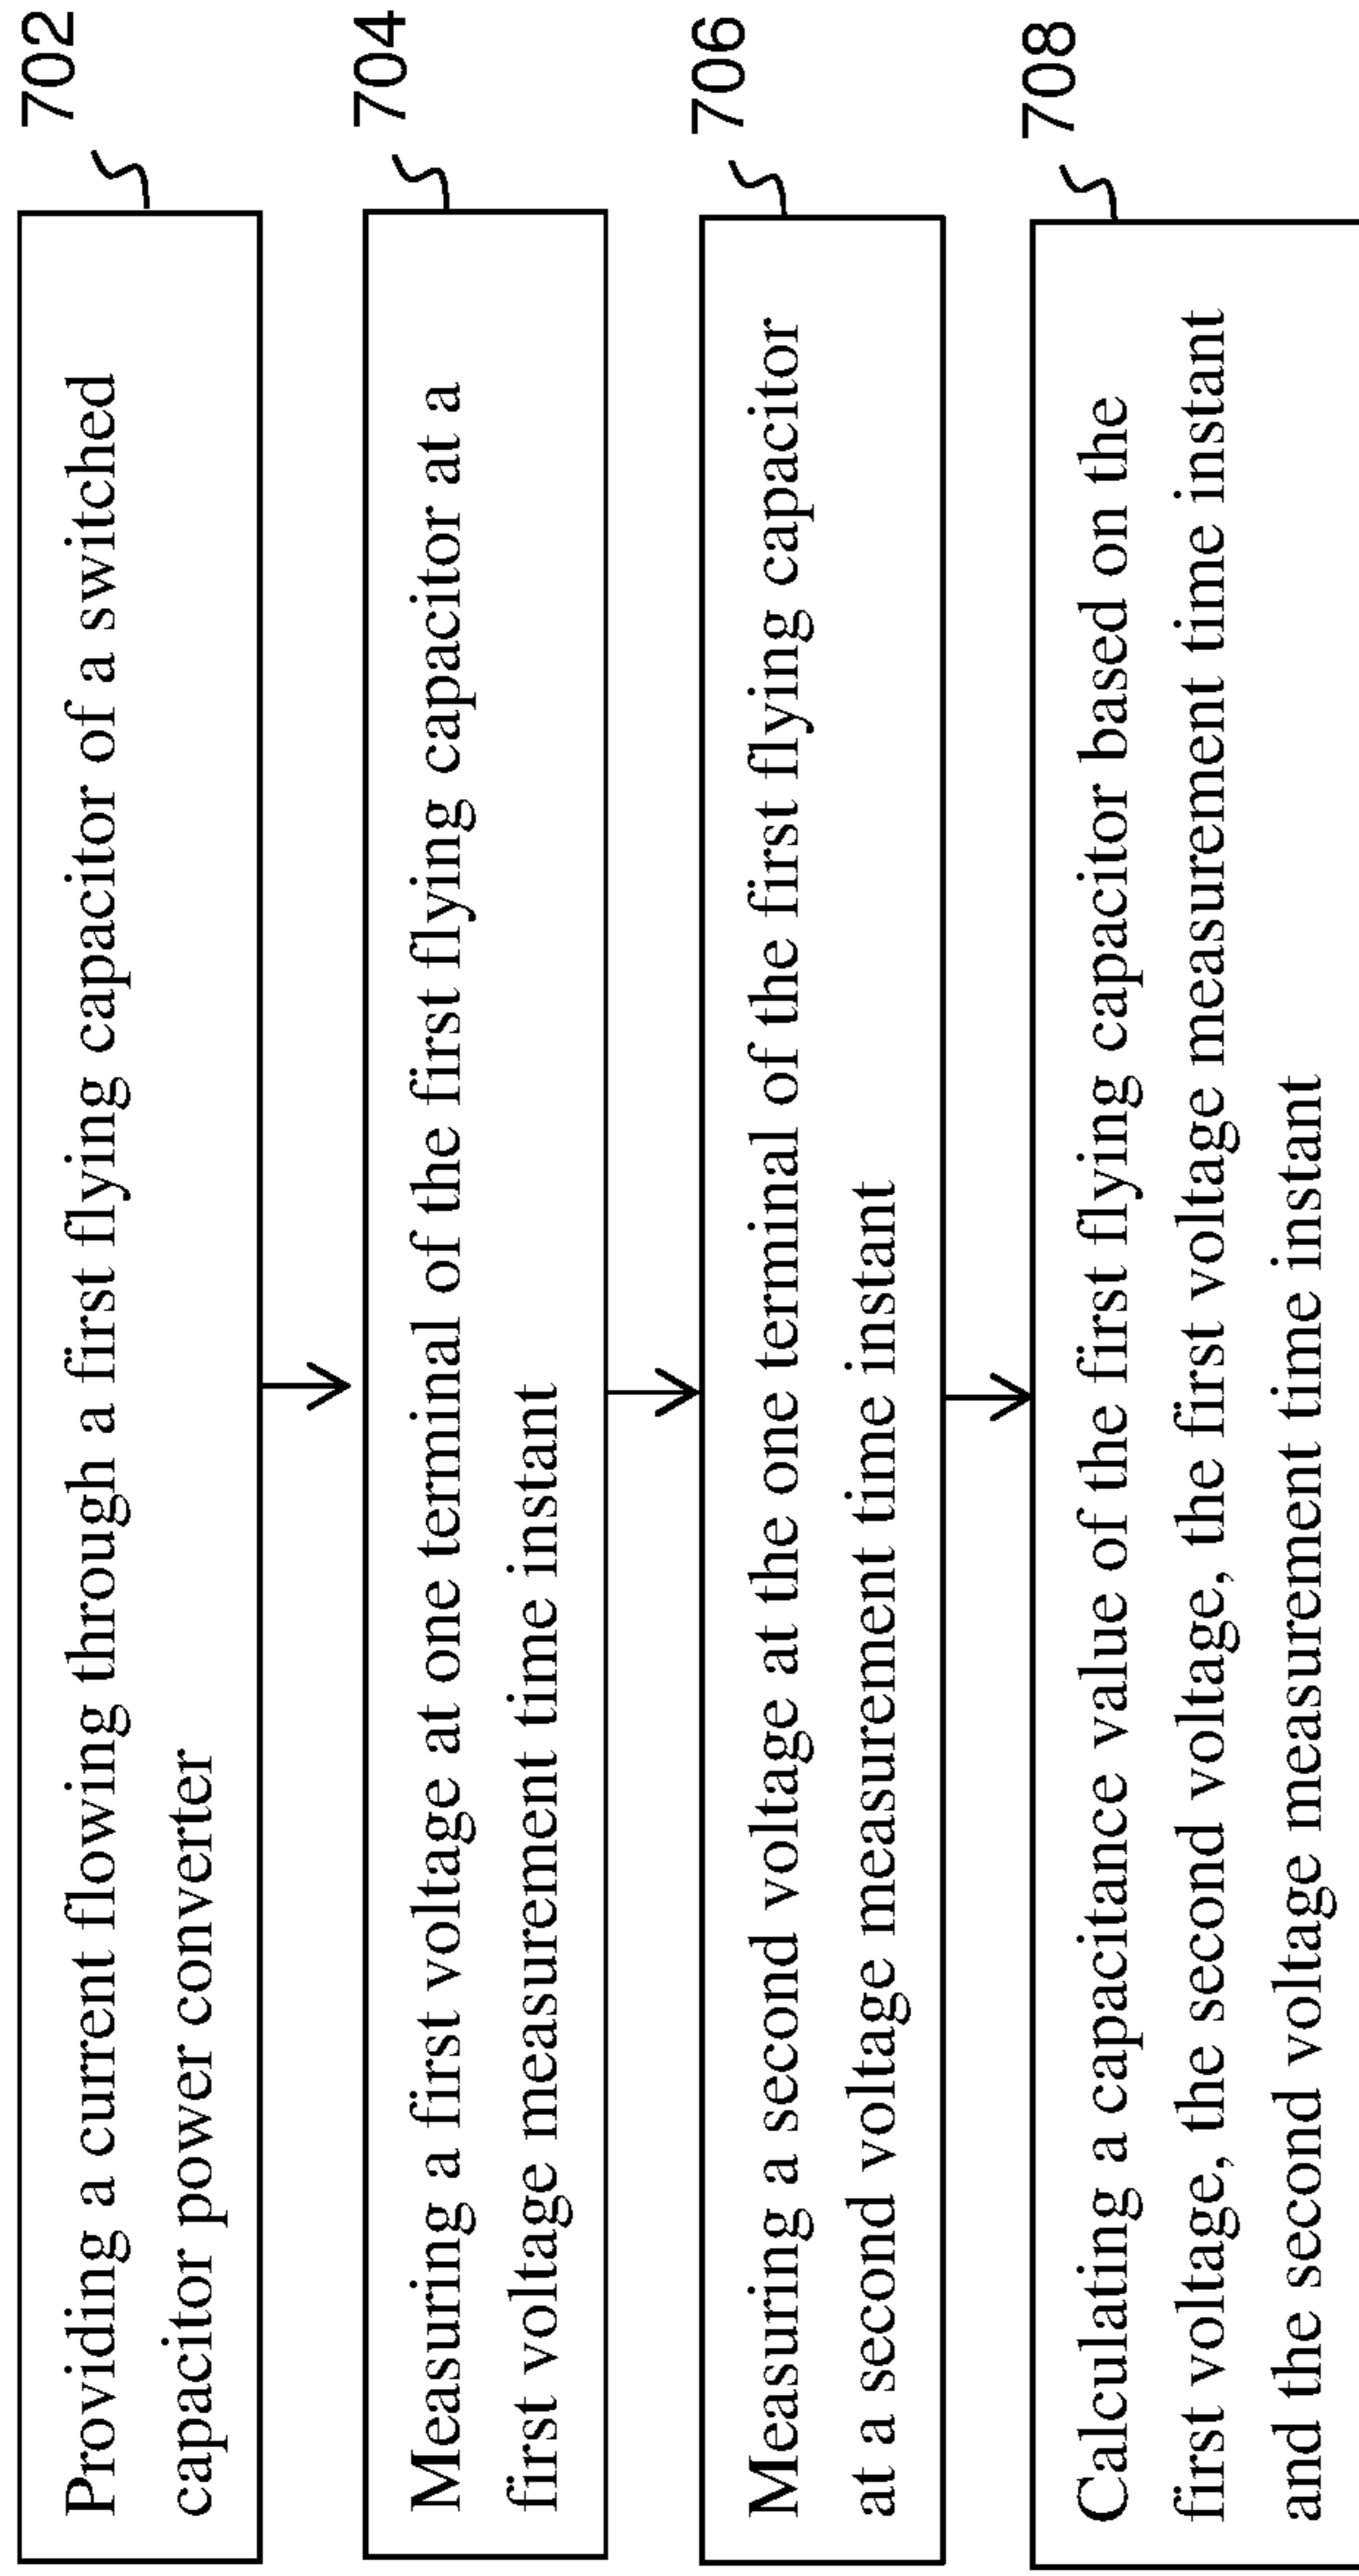 Providing a current flowing through a first flying capacitor of a switched
capacitor power converter
702
Measuring a first voltage at one terminal of the first flying capacitor at a
first voltage measurement time instant
704
Measuring a second voltage at the one terminal of the first flying capacitor
at a second voltage measurement time instant
706
Calculating a capacitance value of the first flying capacitor based on the
first voltage, the second voltage, the first voltage measurement time instant
and the second voltage measurement time instant
708